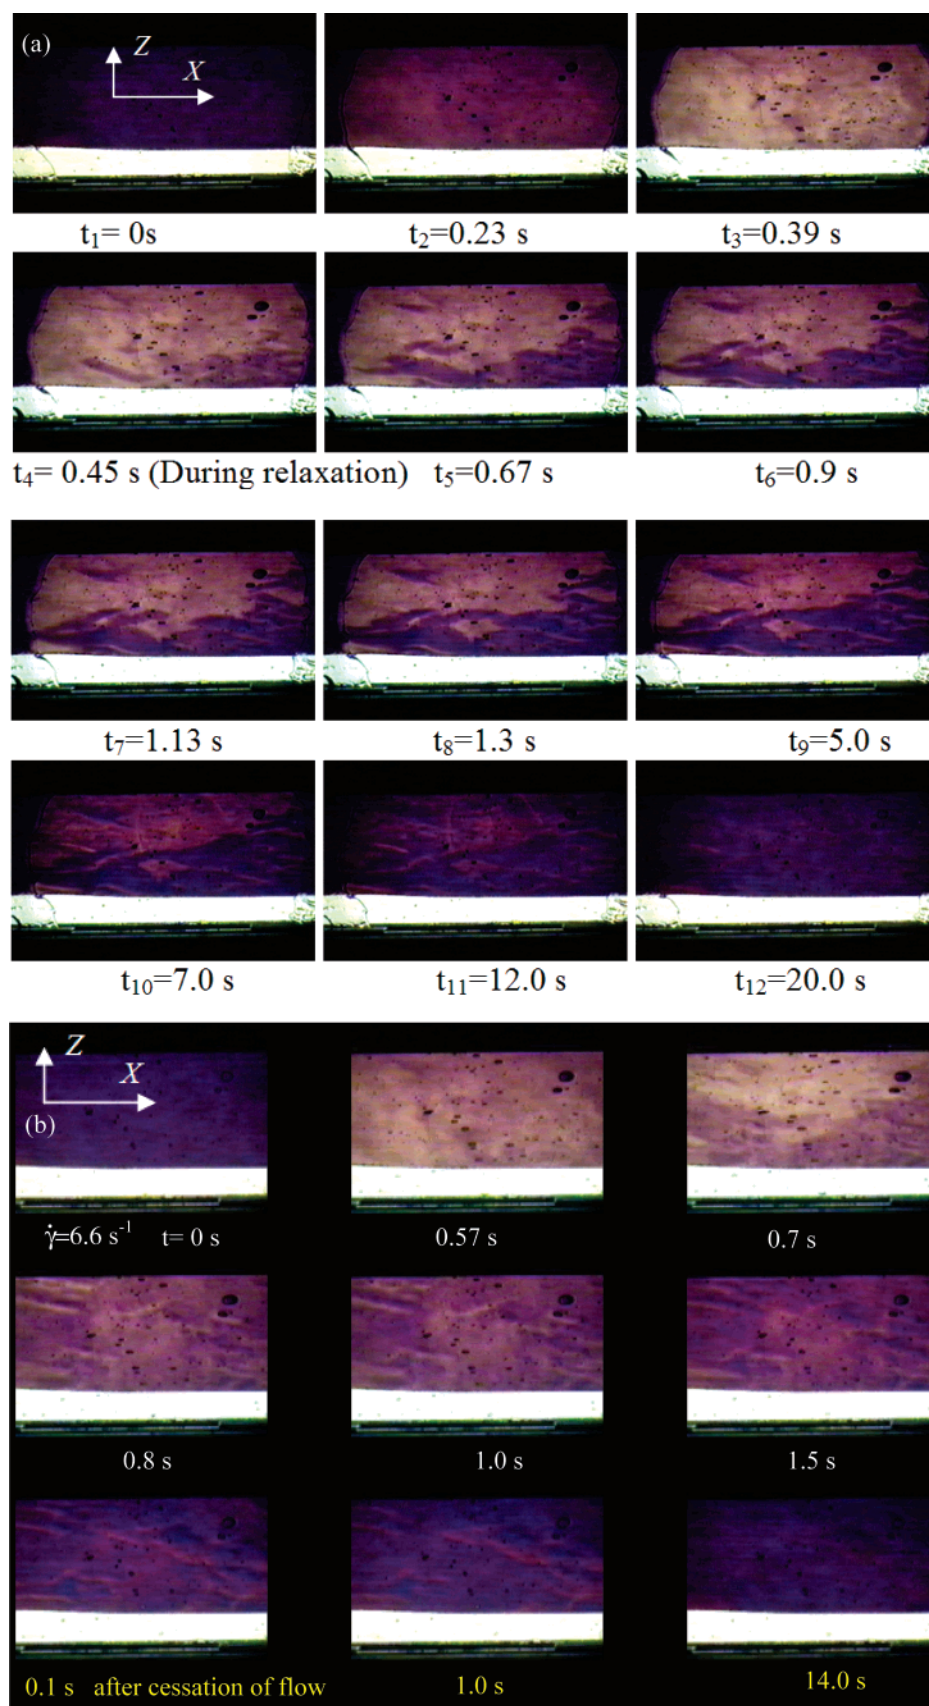 (a) Z
X
t₁= 0s t₂=0.23 s t₃=0.39 s
t₄= 0.45 s (During relaxation) t₅=0.67 s t₆=0.9 s
t₇=1.13 s t₈=1.3 s t₉=5.0 s
t₁₀=7.0 s t₁₁=12.0 s t₁₂=20.0 s
Z
X
(b)
γ̇=6.6 s⁻¹ t= 0 s 0.57 s 0.7 s
0.8 s 1.0 s 1.5 s
0.1 s after cessation of flow 1.0 s 14.0 s